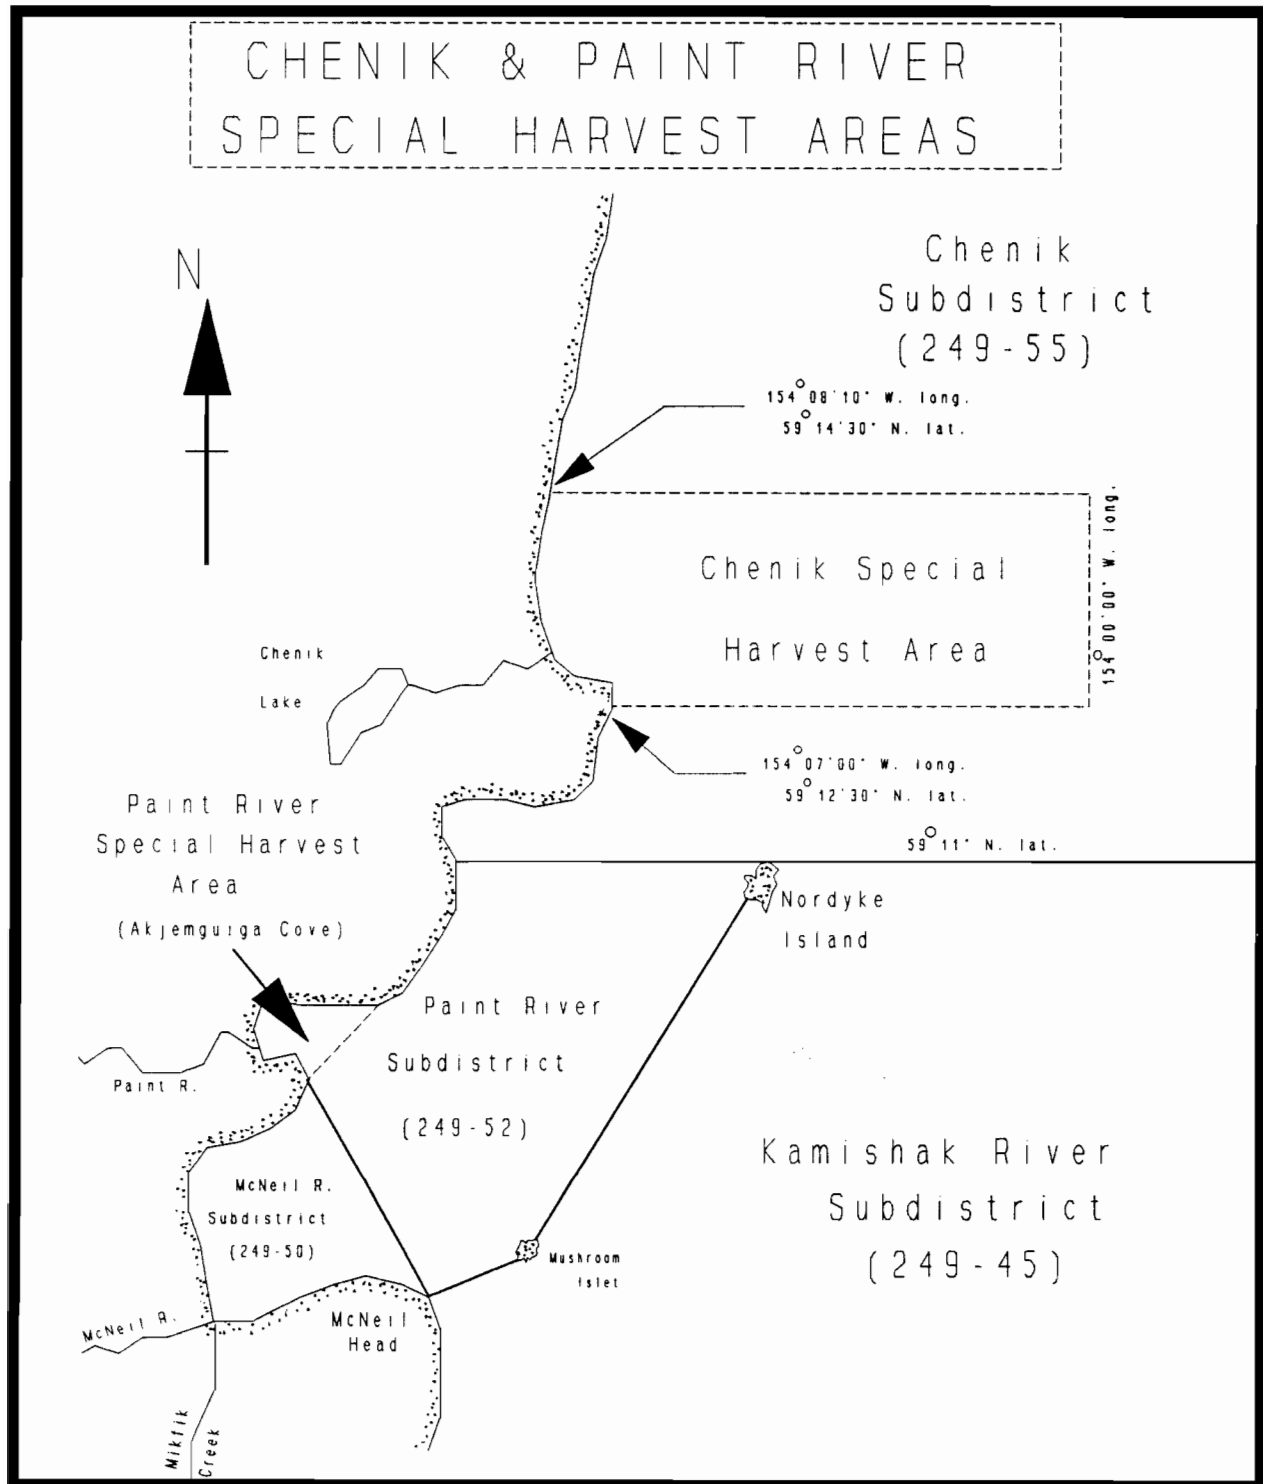 CHENIK & PAINT RIVER
SPECIAL HARVEST AREAS
N
Chenik
Subdistrict
(249-55)
154° 08'10" W. long.
59° 14'30" N. lat.
Chenik Special
Harvest Area
154° 00'00" W. long.
Chenik
Lake
154° 07'00" W. long.
59° 12'30" N. lat.
59° 11" N. lat.
Paint River
Special Harvest
Area
(Akjemguiga Cove)
Nordyke
Island
Paint River
Subdistrict
(249-52)
Paint R.
Kamishak River
Subdistrict
(249-45)
McNeil R.
Subdistrict
(249-50)
Mushroom
Islet
McNeil R.
McNeil
Head
Mikfik
Creek